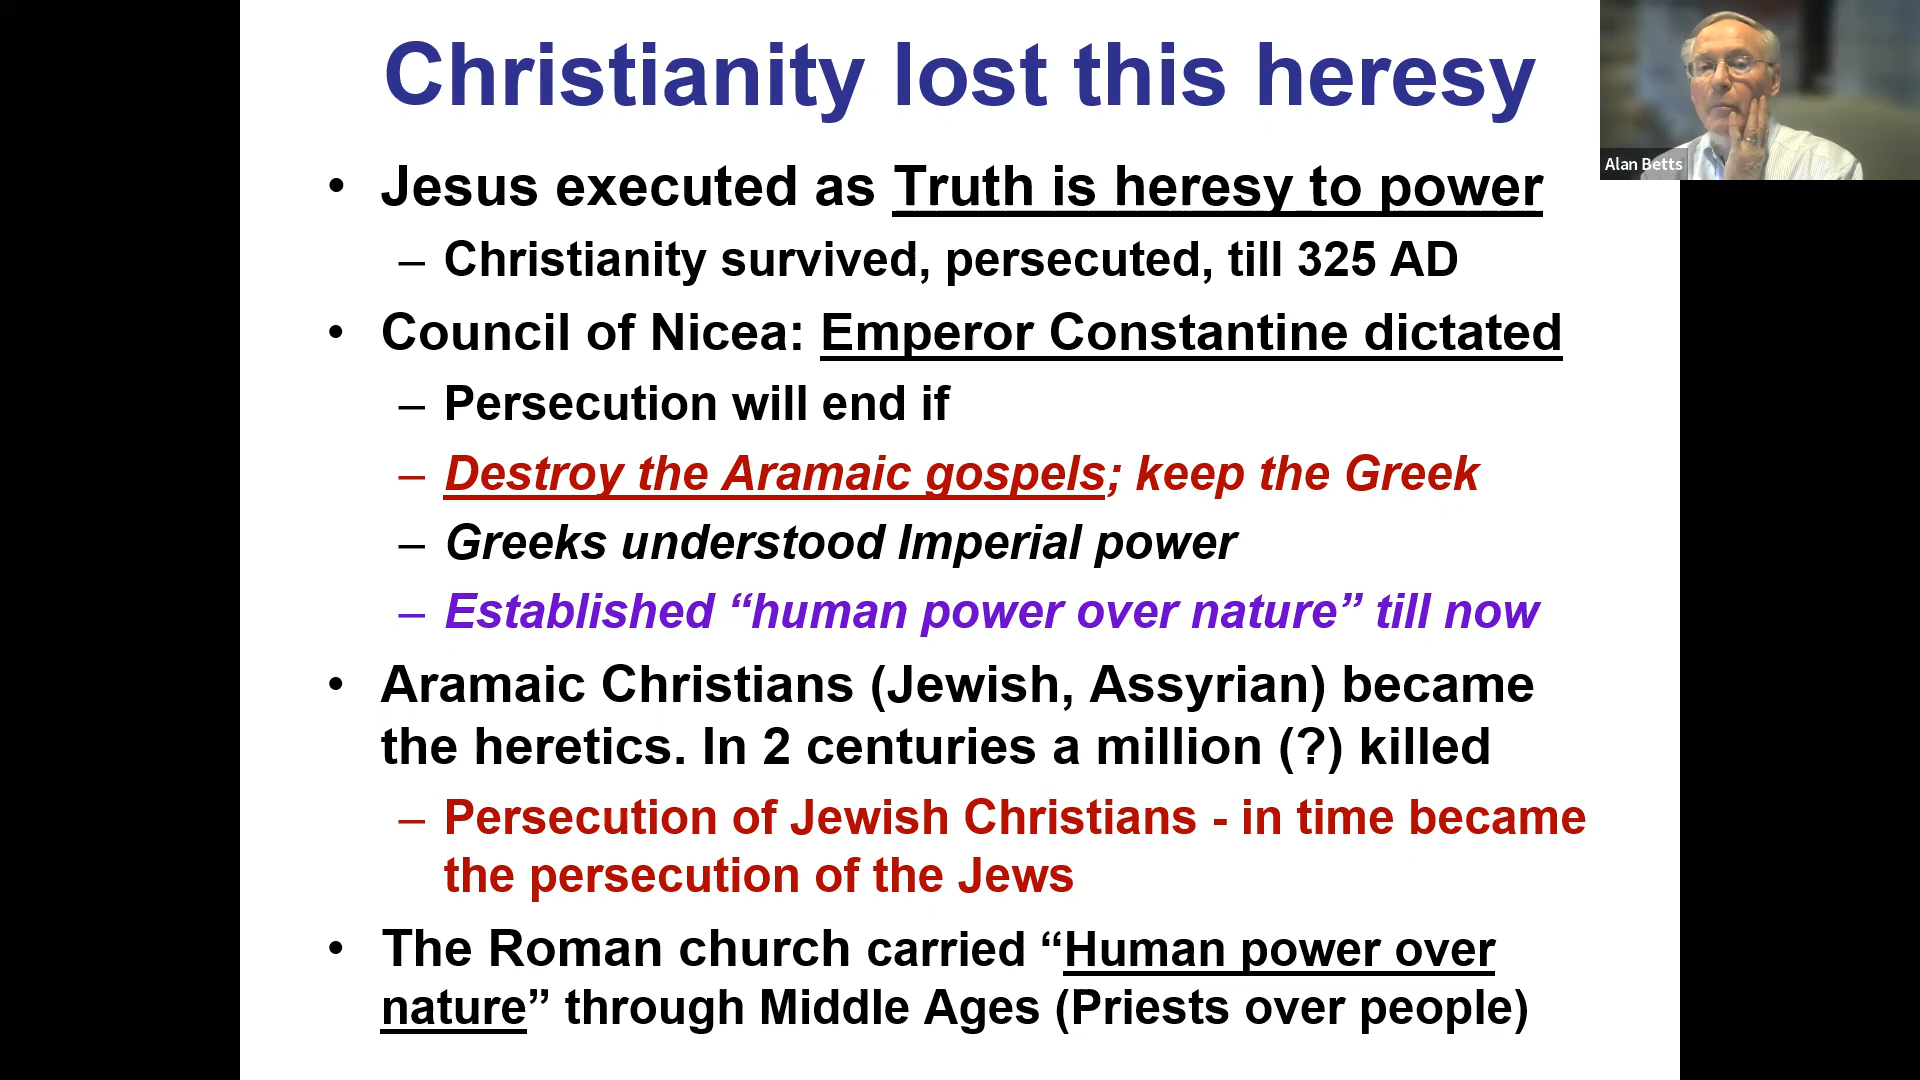 Christianity lost this heresy
Alan Betts
• Jesus executed as Truth is heresy to power
– Christianity survived, persecuted, till 325 AD
• Council of Nicea: Emperor Constantine dictated
– Persecution will end if
– Destroy the Aramaic gospels; keep the Greek
– Greeks understood Imperial power
– Established “human power over nature” till now
• Aramaic Christians (Jewish, Assyrian) became
the heretics. In 2 centuries a million (?) killed
– Persecution of Jewish Christians - in time became
the persecution of the Jews
• The Roman church carried “Human power over
nature” through Middle Ages (Priests over people)